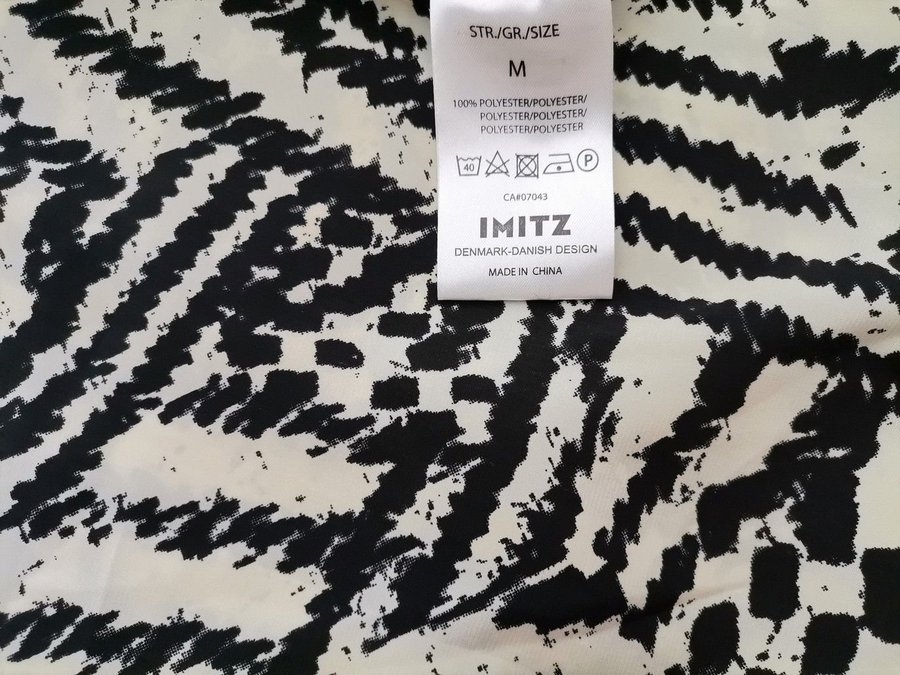 STR./GR./SIZE
M
100% POLYESTER/POLYESTER/
POLYESTER/POLYESTER/
POLYESTER/POLYESTER
40 P
CA#07043
IMITZ
DENMARK-DANISH DESIGN
MADE IN CHINA